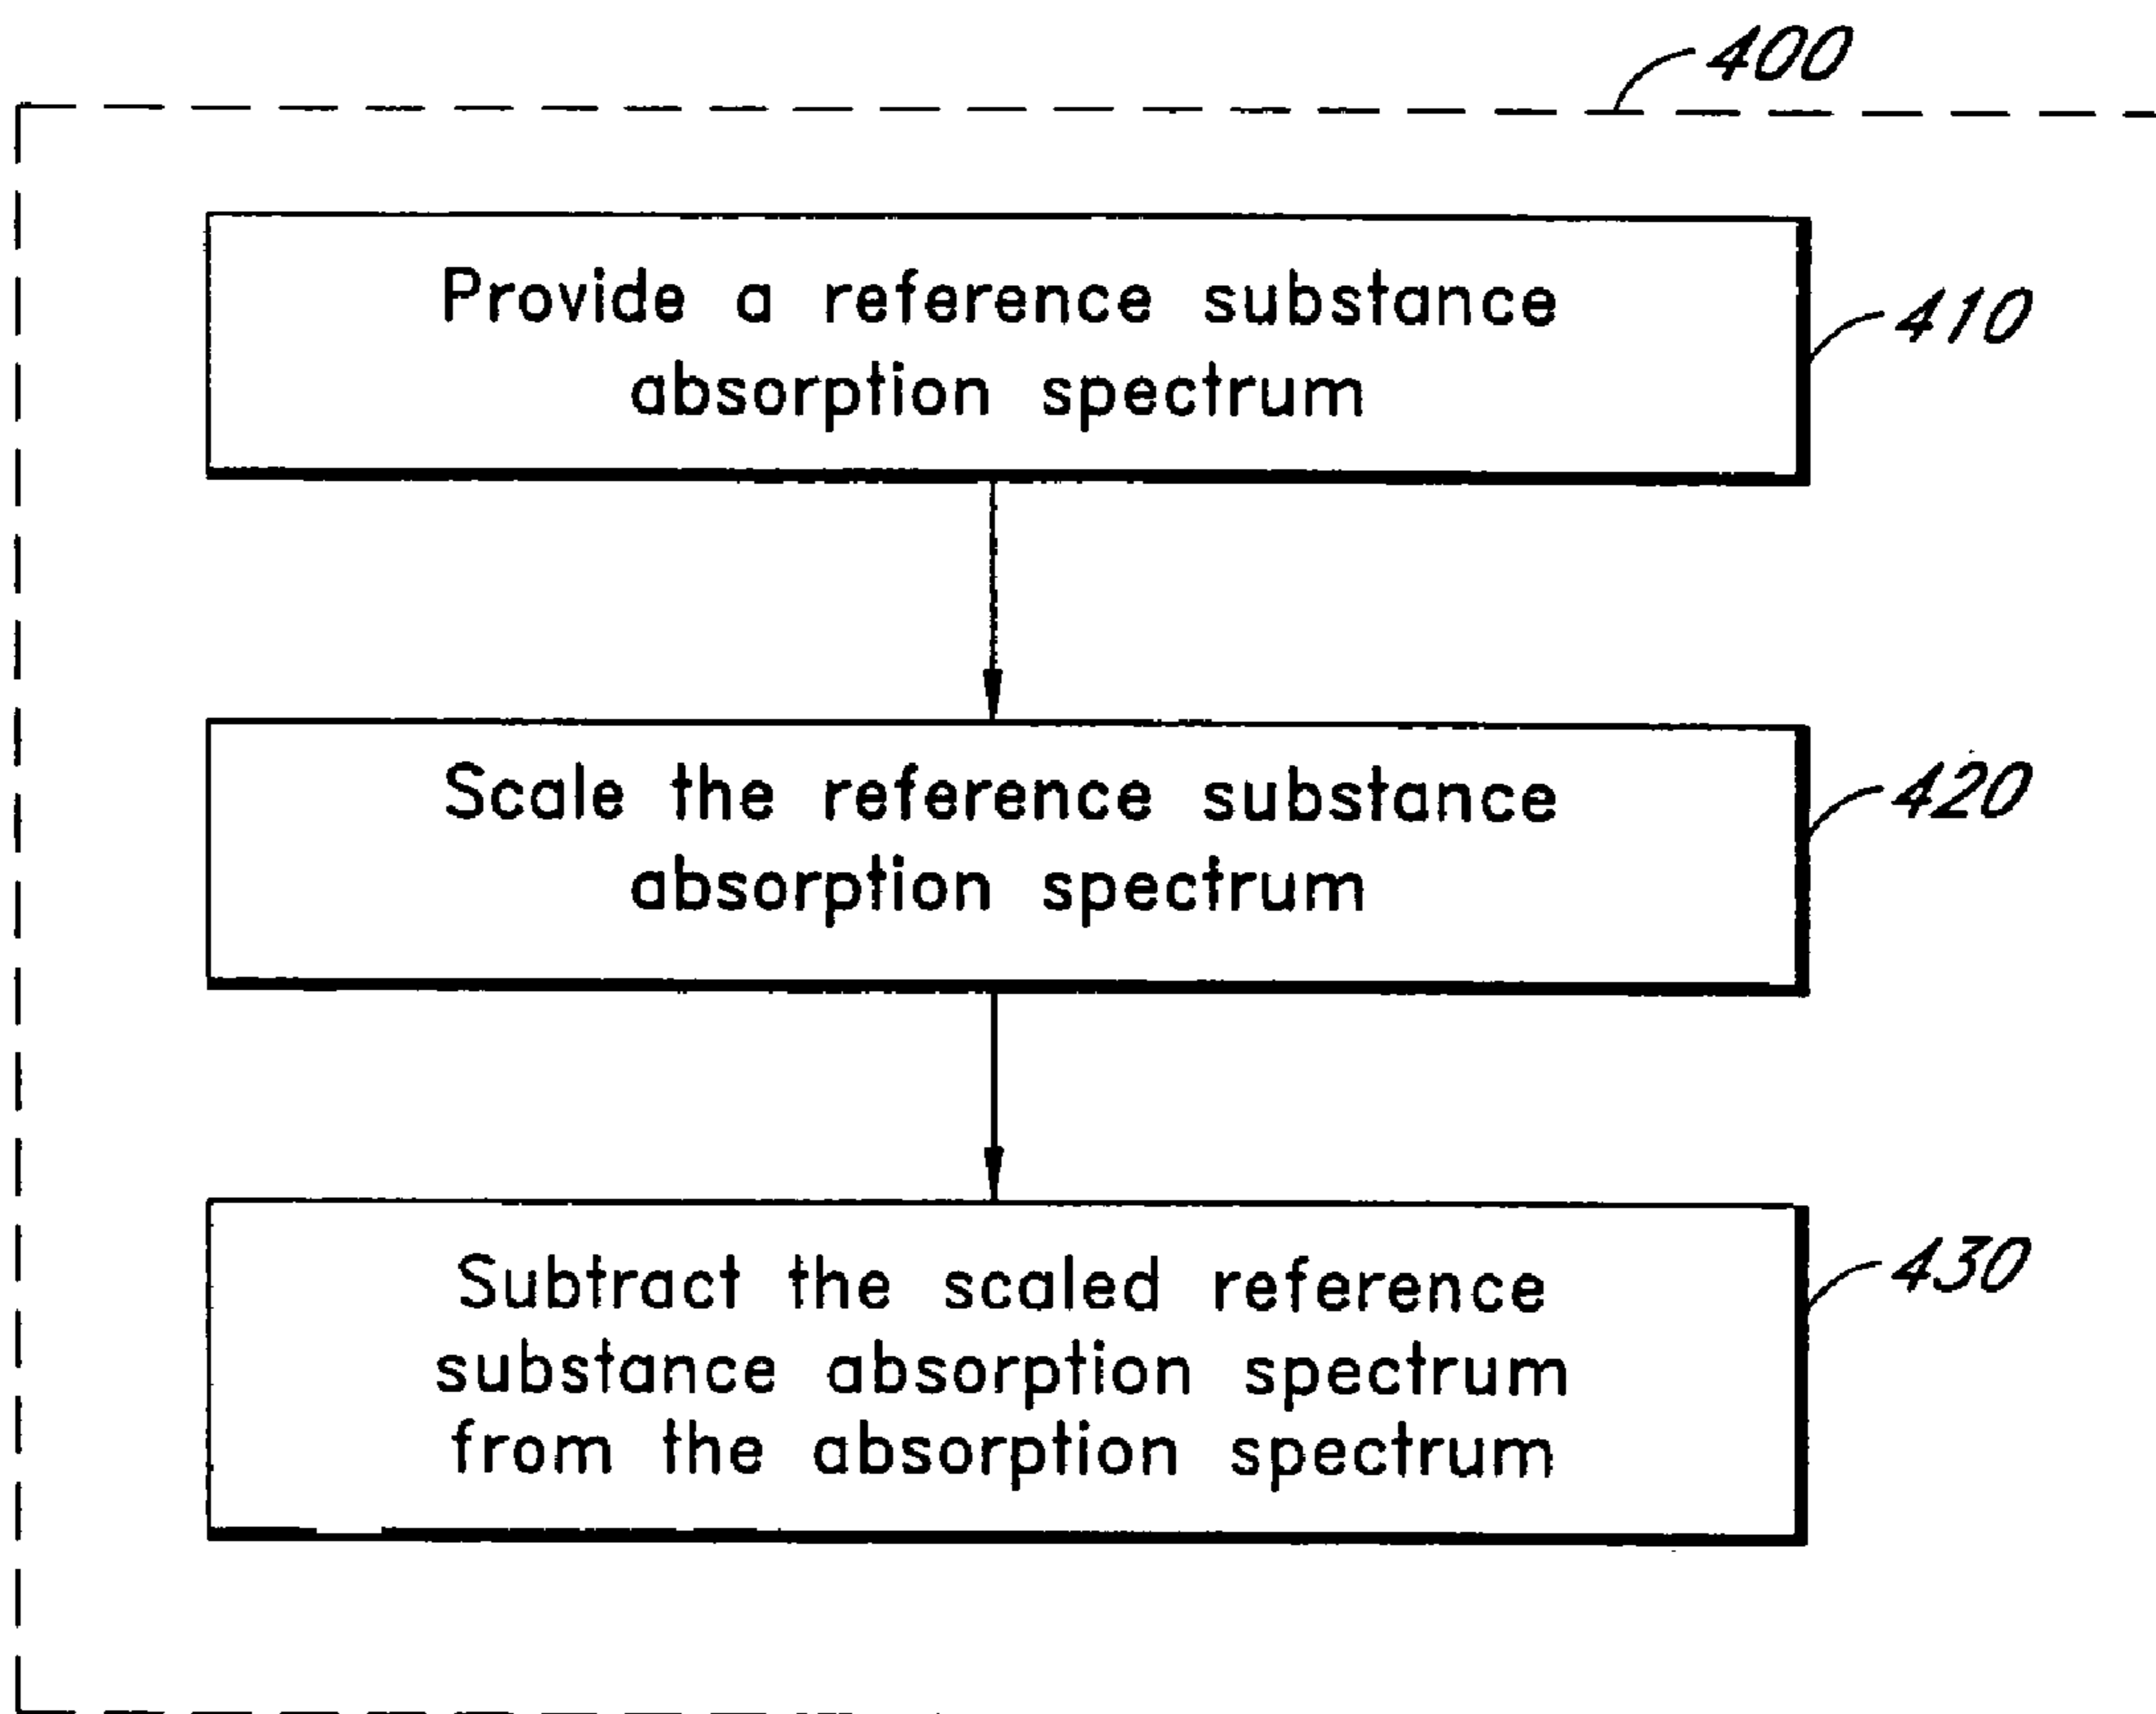 400
Provide a reference substance
absorption spectrum
410
Scale the reference substance
absorption spectrum
420
Subtract the scaled reference
substance absorption spectrum
from the absorption spectrum
430